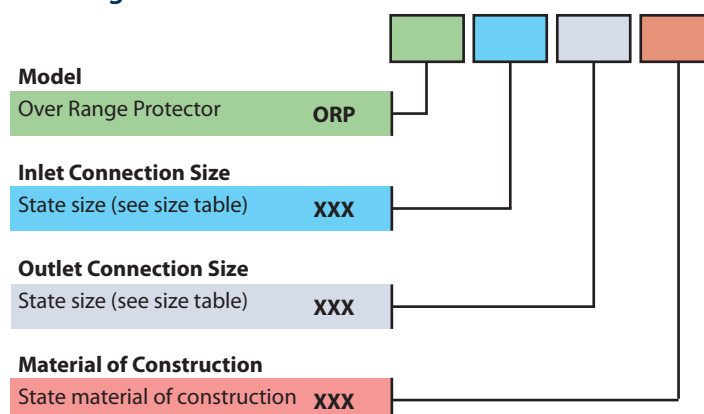 Model
Over Range Protector ORP
Inlet Connection Size
State size (see size table) XXX
Outlet Connection Size
State size (see size table) XXX
Material of Construction
State material of construction XXX